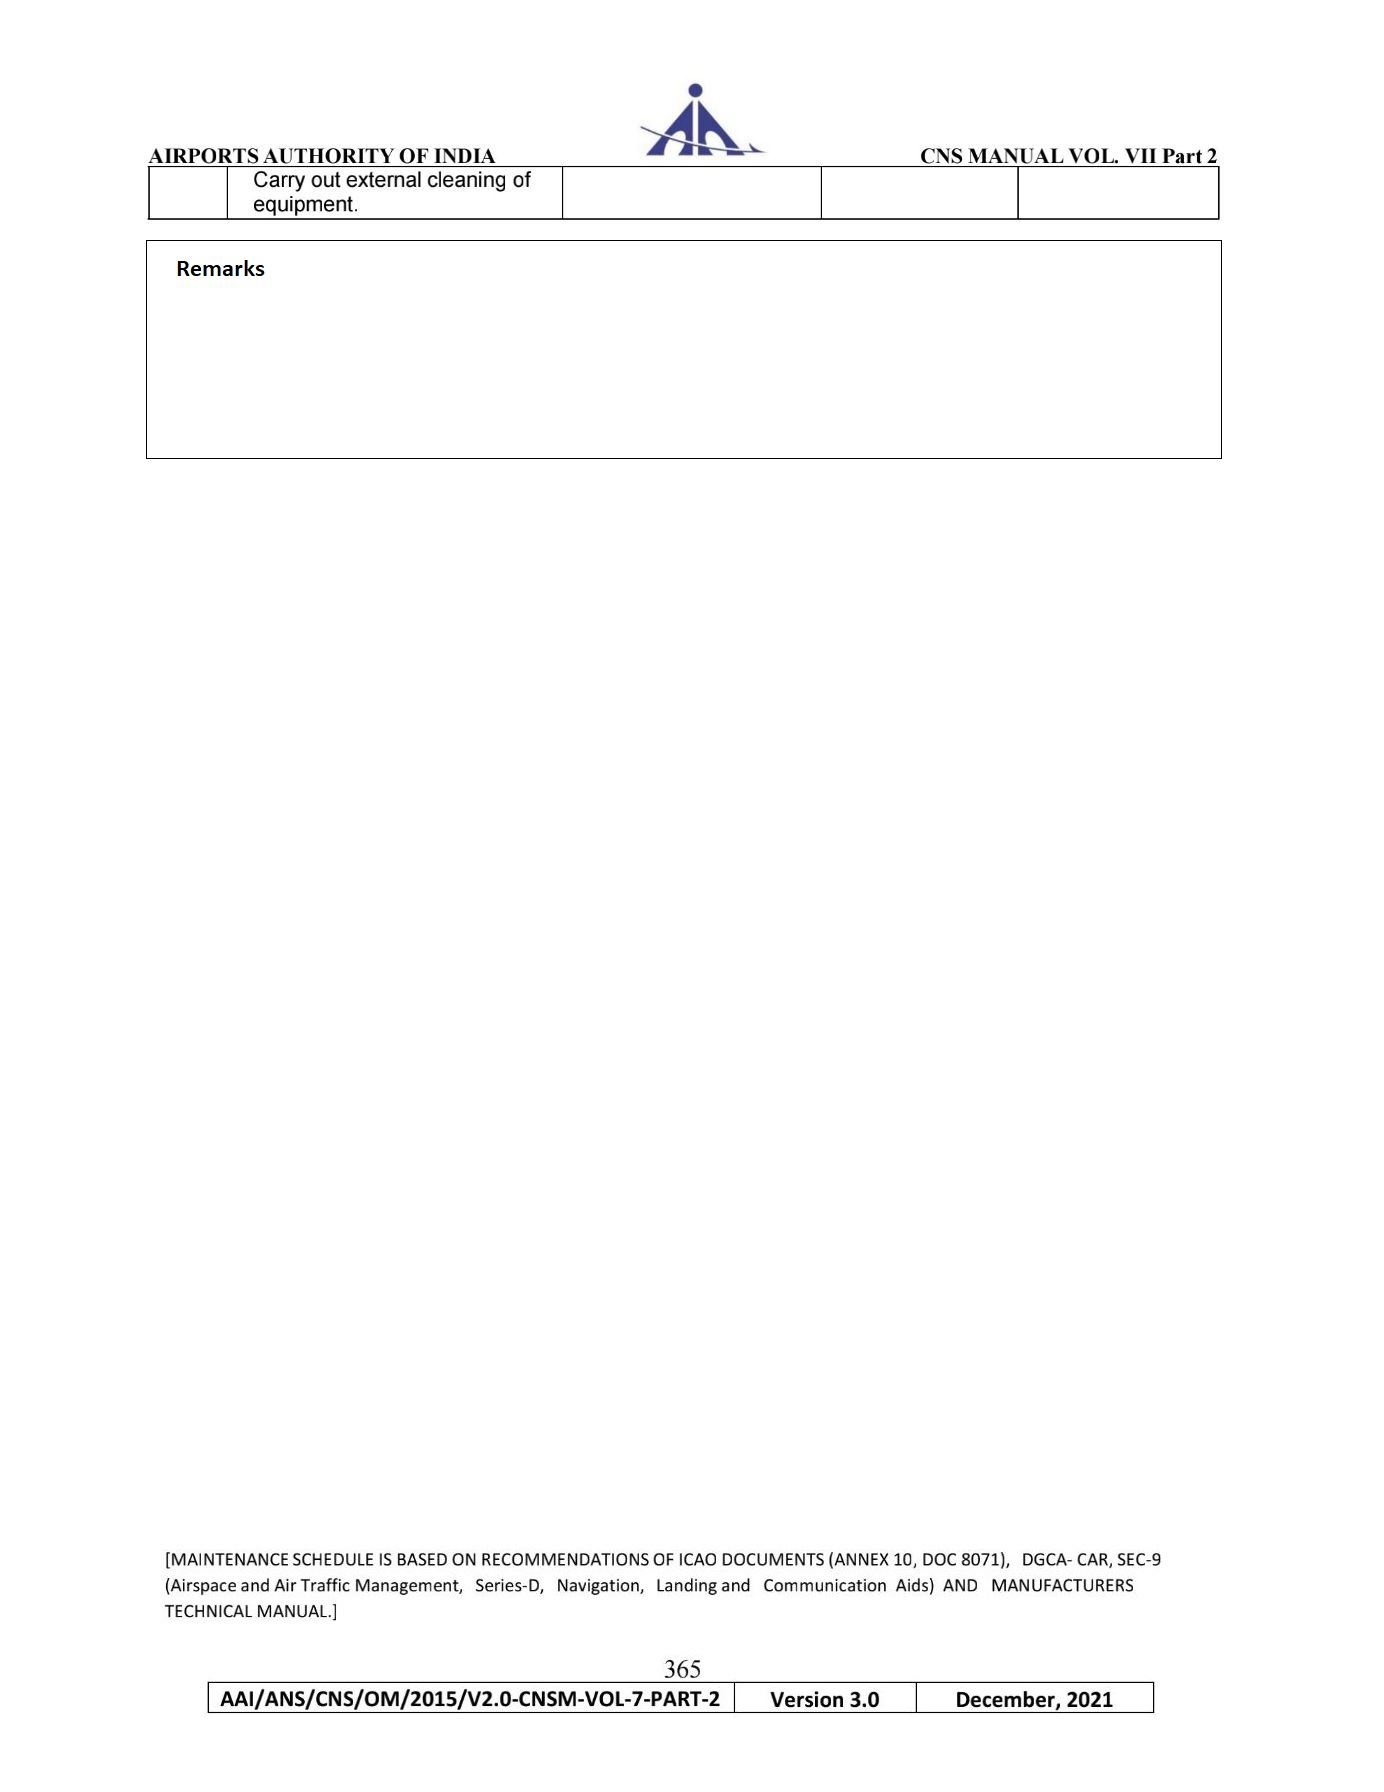 AIRPORTS AUTHORITY OF INDIA
CNS MANUAL VOL. VII Part 2
Carry out external cleaning of
equipment.
Remarks
[MAINTENANCE SCHEDULE IS BASED ON RECOMMENDATIONS OF ICAO DOCUMENTS (ANNEX 10, DOC 8071), DGCA- CAR, SEC-9
(Airspace and Air Traffic Management, Series-D, Navigation, Landing and Communication Aids) AND MANUFACTURERS
TECHNICAL MANUAL.]
365
AAI/ANS/CNS/OM/2015/V2.0-CNSM-VOL-7-PART-2 Version 3.0 December, 2021